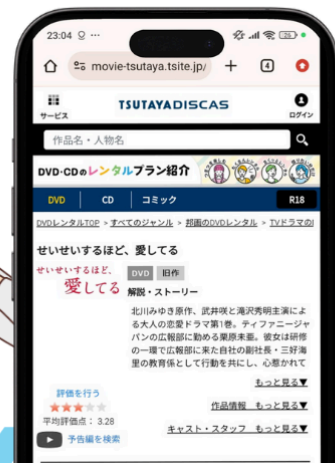 23:04
movie-tsutaya.tsite.jp/
4
サービス
TSUTAYADISCAS
ログイン
作品名・人物名
DVD・CDのレンタルプラン紹介
DVD
CD
コミック
R18
DVDレンタルTOP > すべてのジャンル > 邦画のDVDレンタル > TVドラマのI
せいせいするほど、愛してる
せいせいするほど、
愛してる
DVD 旧作
解説・ストーリー
北川みゆき原作、武井咲と滝沢秀明主演によ
る大人の恋愛ドラマ第1巻。ティファニージャ
パンの広報部に勤める栗原未亜。彼女は研修
の一環で広報部に来た自社の副社長・三好海
里の教育係として行動を共にし、心惹かれて
もっと見る▼
評価を行う
平均評価点： 3.28
予告編を検索
作品情報 もっと見る▼
キャスト・スタッフ もっと見る▼